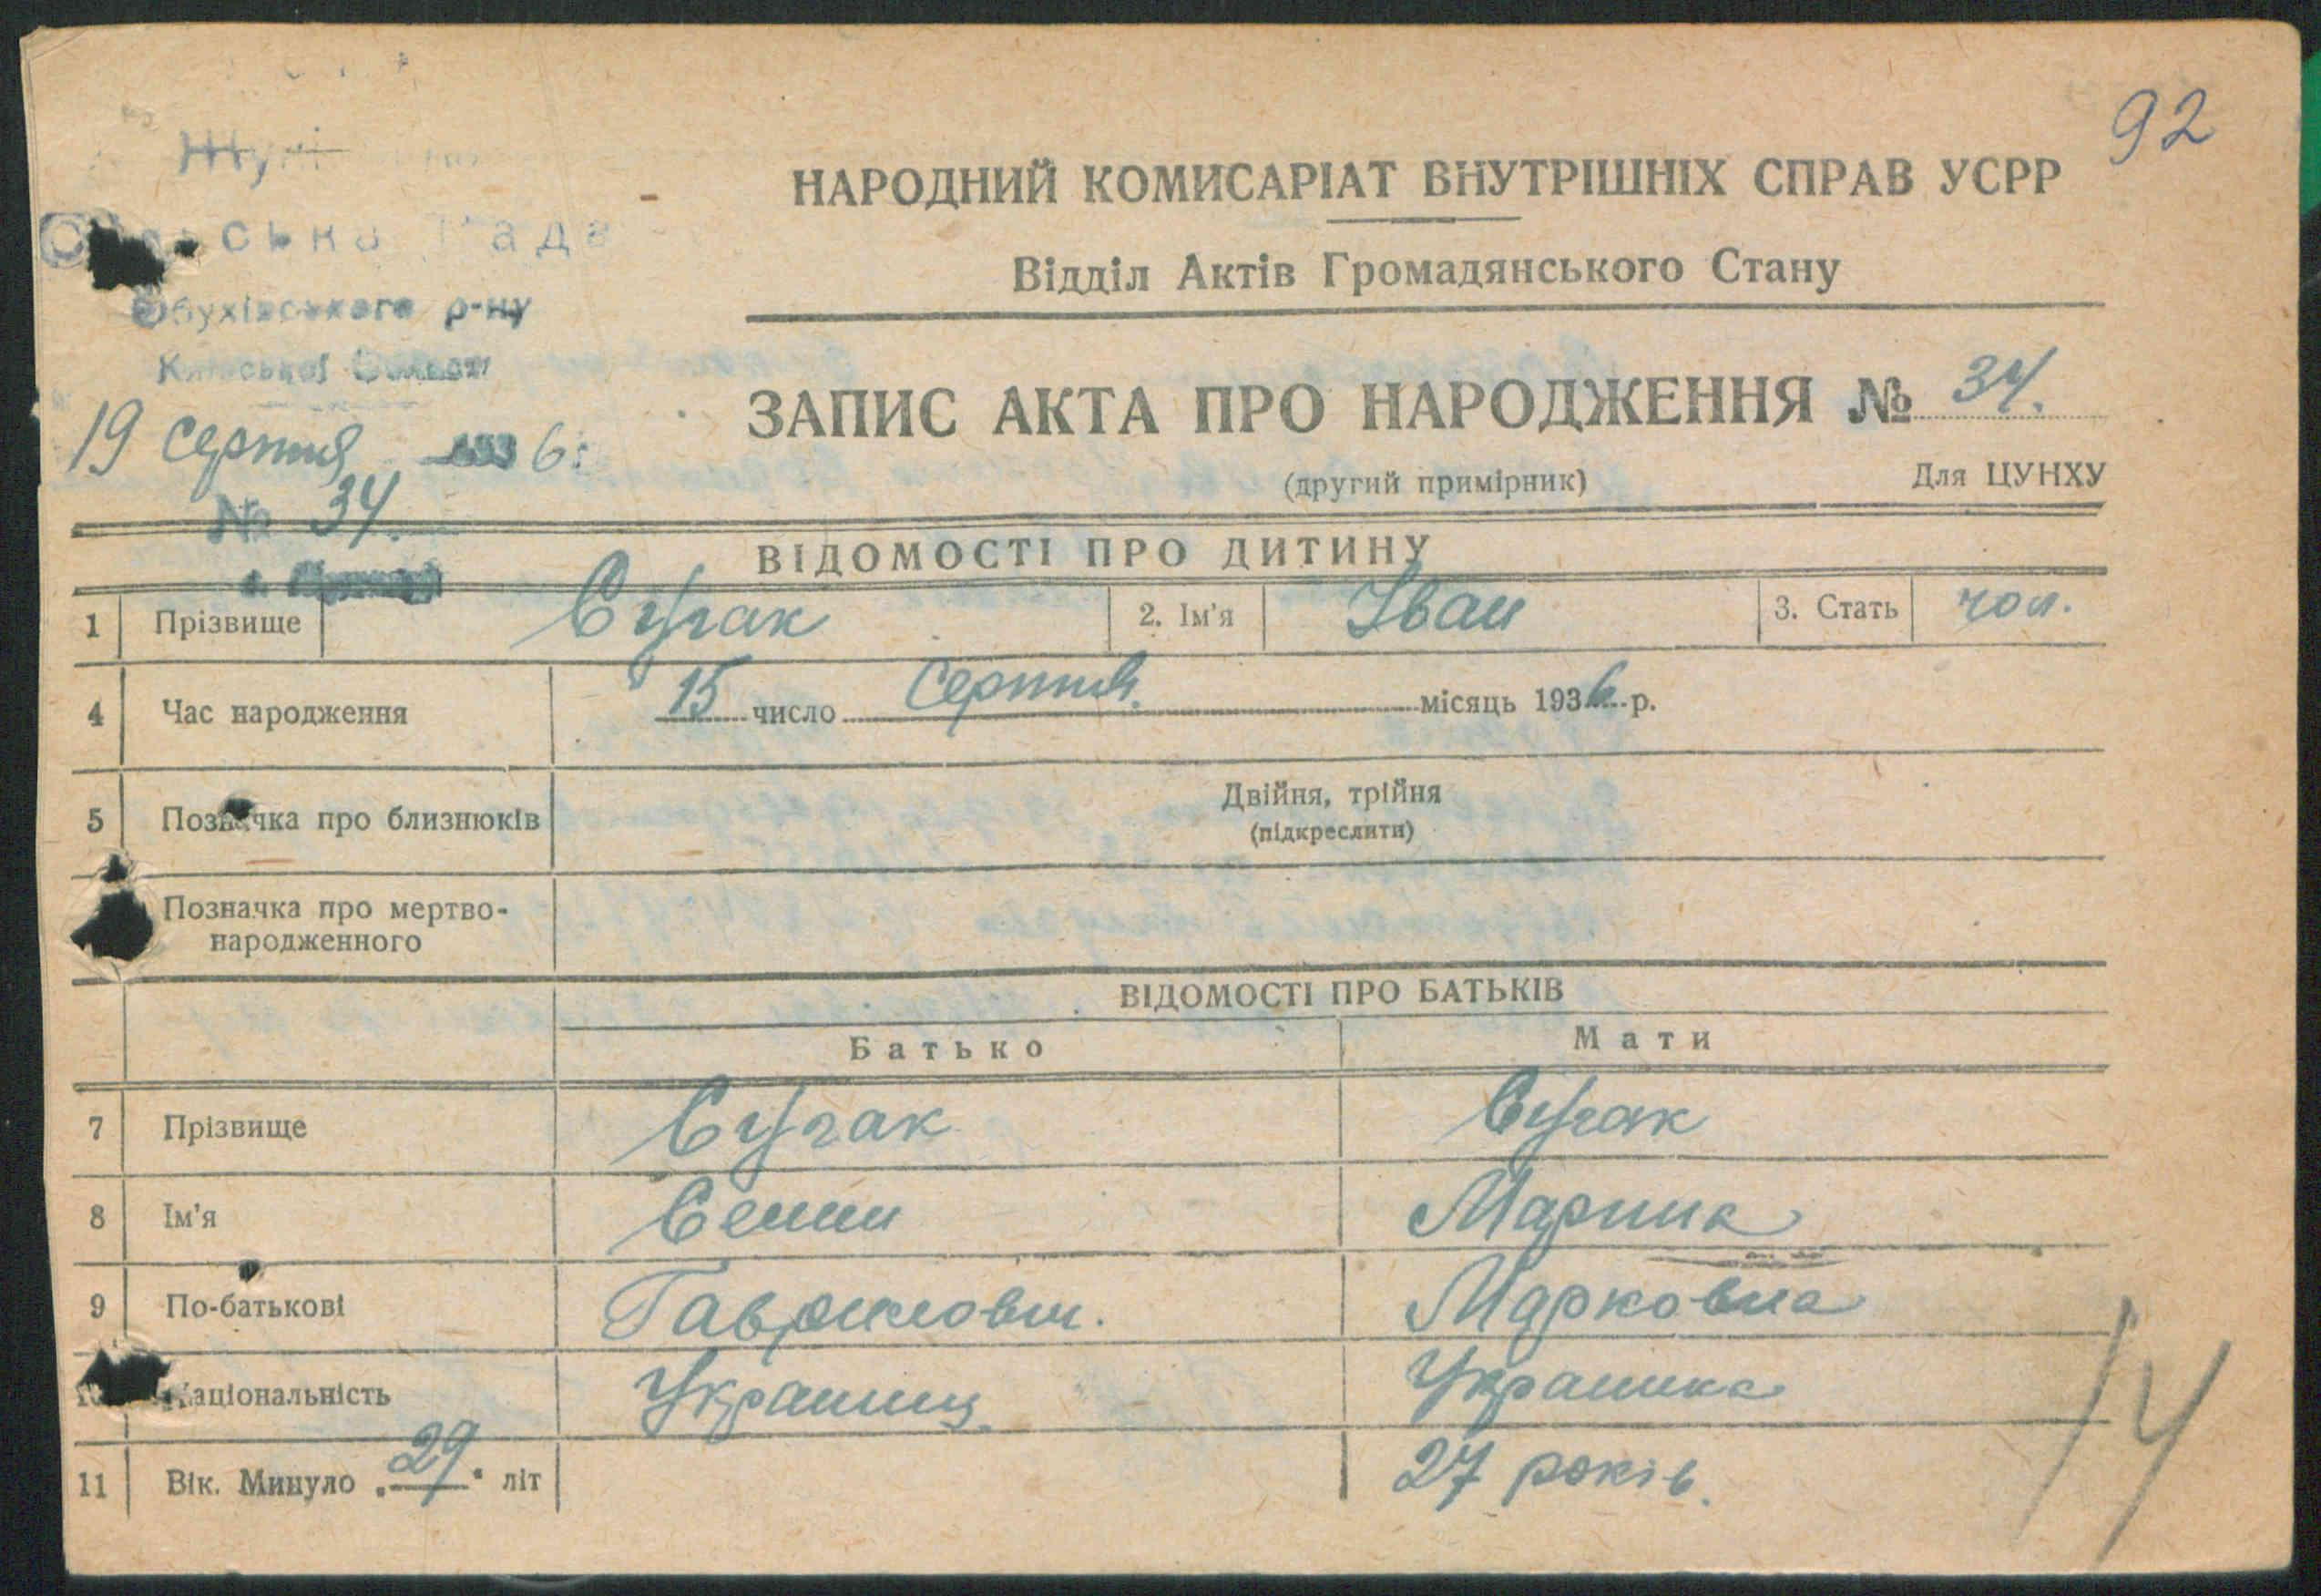 92
НАРОДНИЙ КОМИСАРІАТ ВНУТРІШНІХ СПРАВ УСРР
Рада
Відділ Актів Громадянського Стану
Обухівського р-ну
Київської Області
ЗАПИС АКТА ПРО НАРОДЖЕННЯ № 34.
19 серпня 1936:
(другий примірник) Для ЦУНХУ
№ 34.
ВІДОМОСТІ ПРО ДИТИНУ
1 Прізвище Сугак 2. Ім'я Іван 3. Стать чол.
4 Час народження 15 число Серпня. місяць 1936 р.
5 Позначка про близнюків Двійня, трійня
(підкреслити)
Позначка про мертво-
народженного
ВІДОМОСТІ ПРО БАТЬКІВ
Батько Мати
7 Прізвище Сугак Сугак
8 Ім'я Марина
9 По-батькові Гаврилович. Марковна
10 Національність Українец Українка
11 Вік. Минуло 29 літ 27 років.
14